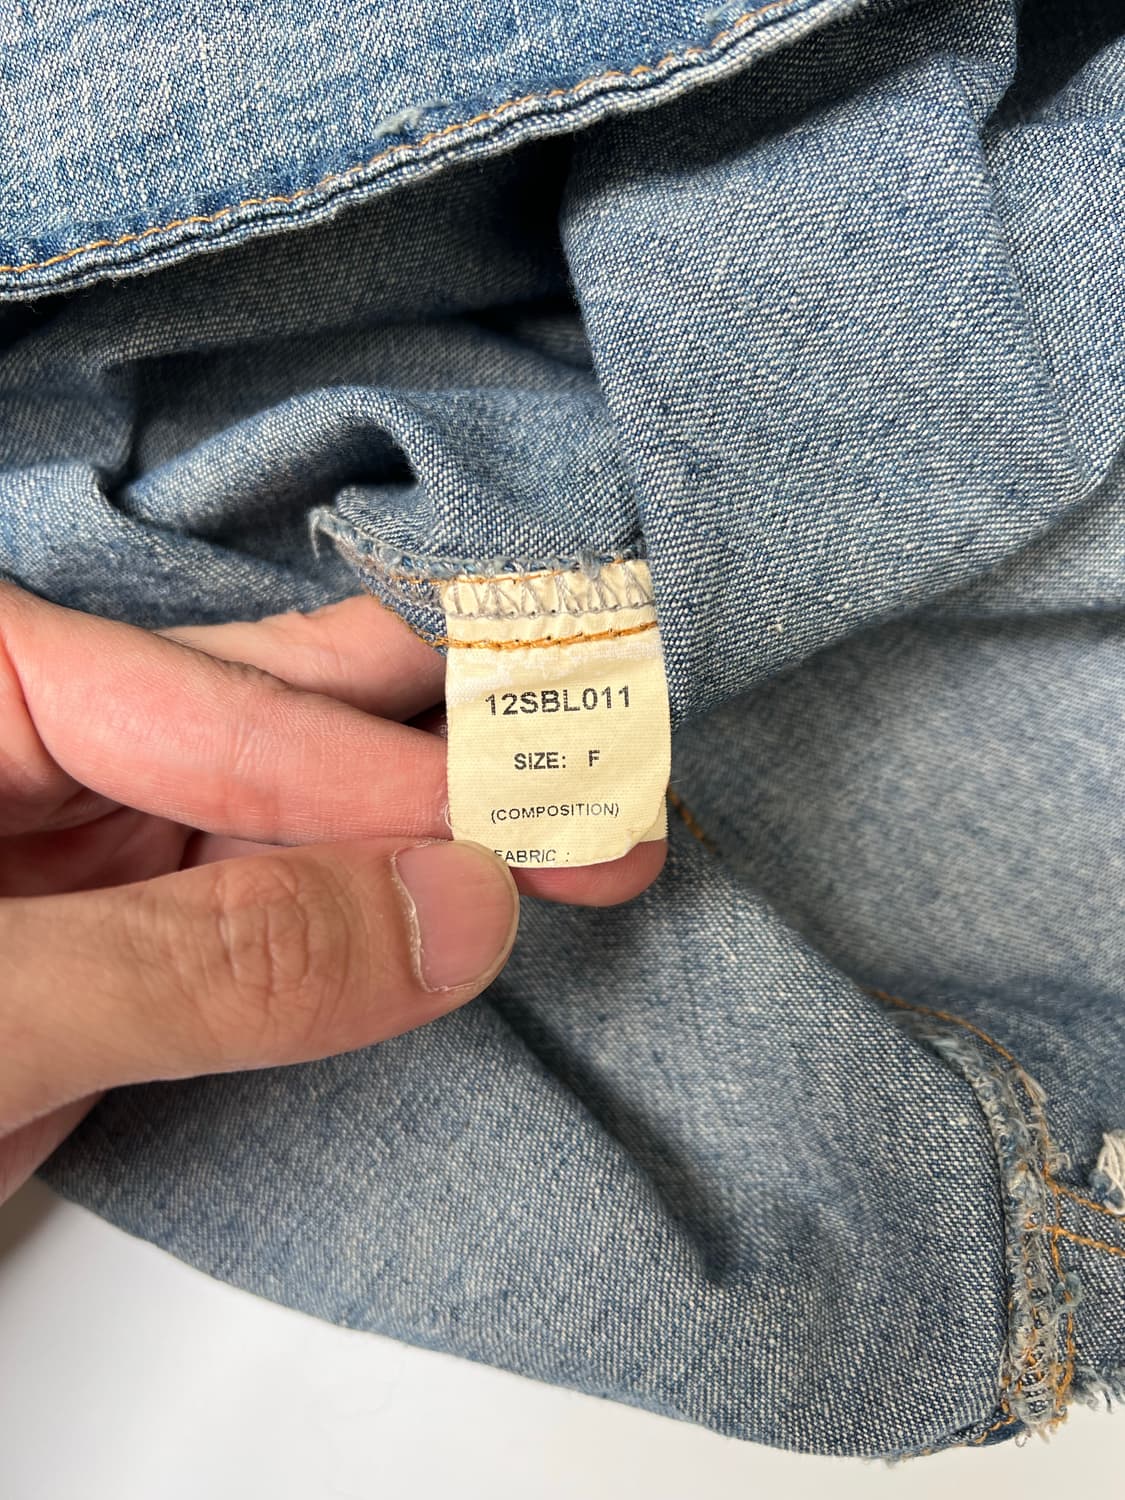 12SBL011
SIZE: F
(COMPOSITION)
FABRIC :